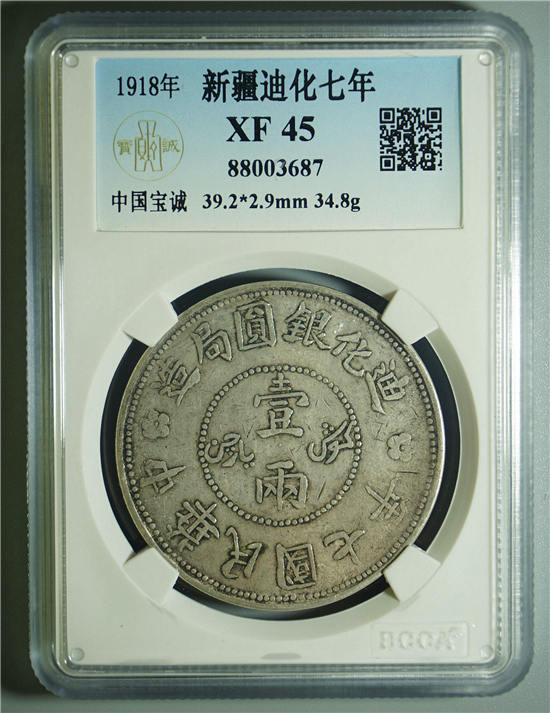 1918年 新疆迪化七年
XF 45
寶 誠
88003687
中国宝诚 39.2*2.9mm 34.8g
迪化銀圓局造
壹兩
中華民國七年
BCCA